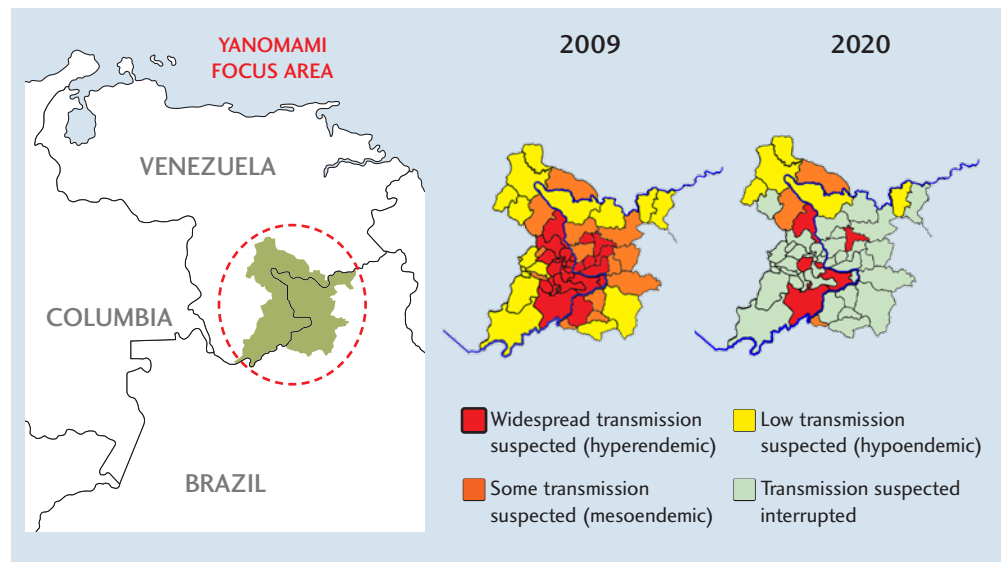 YANOMAMI
FOCUS AREA
VENEZUELA
COLUMBIA
BRAZIL
2009
2020
Widespread transmission
suspected (hyperendemic)
Low transmission
suspected (hypoendemic)
Some transmission
suspected (mesoendemic)
Transmission suspected
interrupted